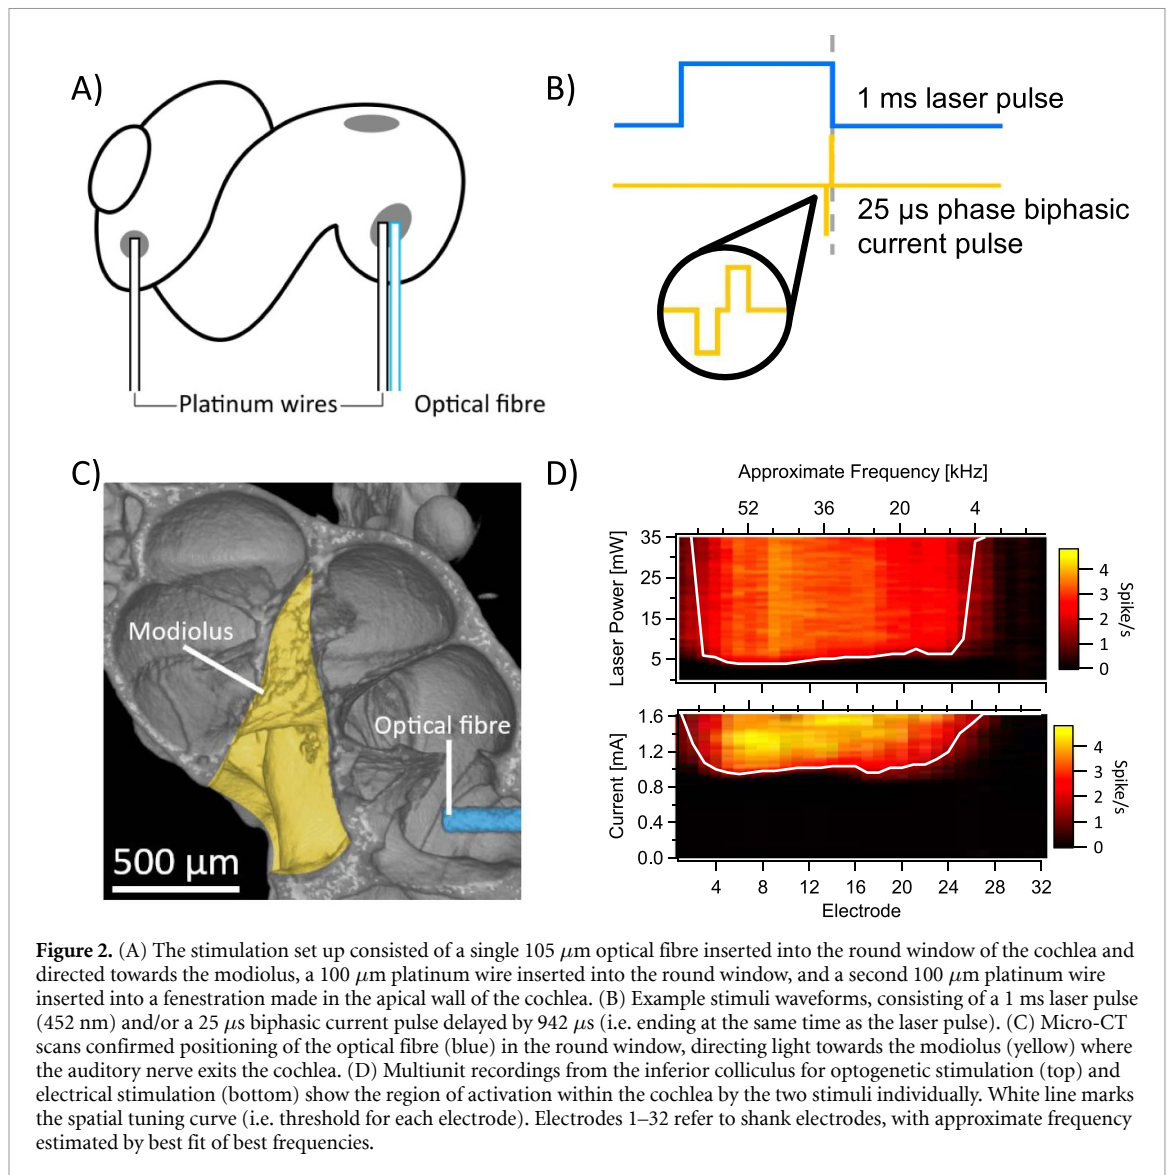 A)
Platinum wires
Optical fibre
B)
1 ms laser pulse
25 µs phase biphasic
current pulse
C)
Modiolus
Optical fibre
500 µm
D)
Approximate Frequency [kHz]
52 36 20 4
Laser Power [mW]
35
25
15
5
Spike/s
4
3
2
1
0
Current [mA]
1.6
1.2
0.8
0.4
0.0
Spike/s
4
3
2
1
0
4 8 12 16 20 24 28 32
Electrode
Figure 2. (A) The stimulation set up consisted of a single 105 µm optical fibre inserted into the round window of the cochlea and
directed towards the modiolus, a 100 µm platinum wire inserted into the round window, and a second 100 µm platinum wire
inserted into a fenestration made in the apical wall of the cochlea. (B) Example stimuli waveforms, consisting of a 1 ms laser pulse
(452 nm) and/or a 25 µs biphasic current pulse delayed by 942 µs (i.e. ending at the same time as the laser pulse). (C) Micro-CT
scans confirmed positioning of the optical fibre (blue) in the round window, directing light towards the modiolus (yellow) where
the auditory nerve exits the cochlea. (D) Multiunit recordings from the inferior colliculus for optogenetic stimulation (top) and
electrical stimulation (bottom) show the region of activation within the cochlea by the two stimuli individually. White line marks
the spatial tuning curve (i.e. threshold for each electrode). Electrodes 1–32 refer to shank electrodes, with approximate frequency
estimated by best fit of best frequencies.